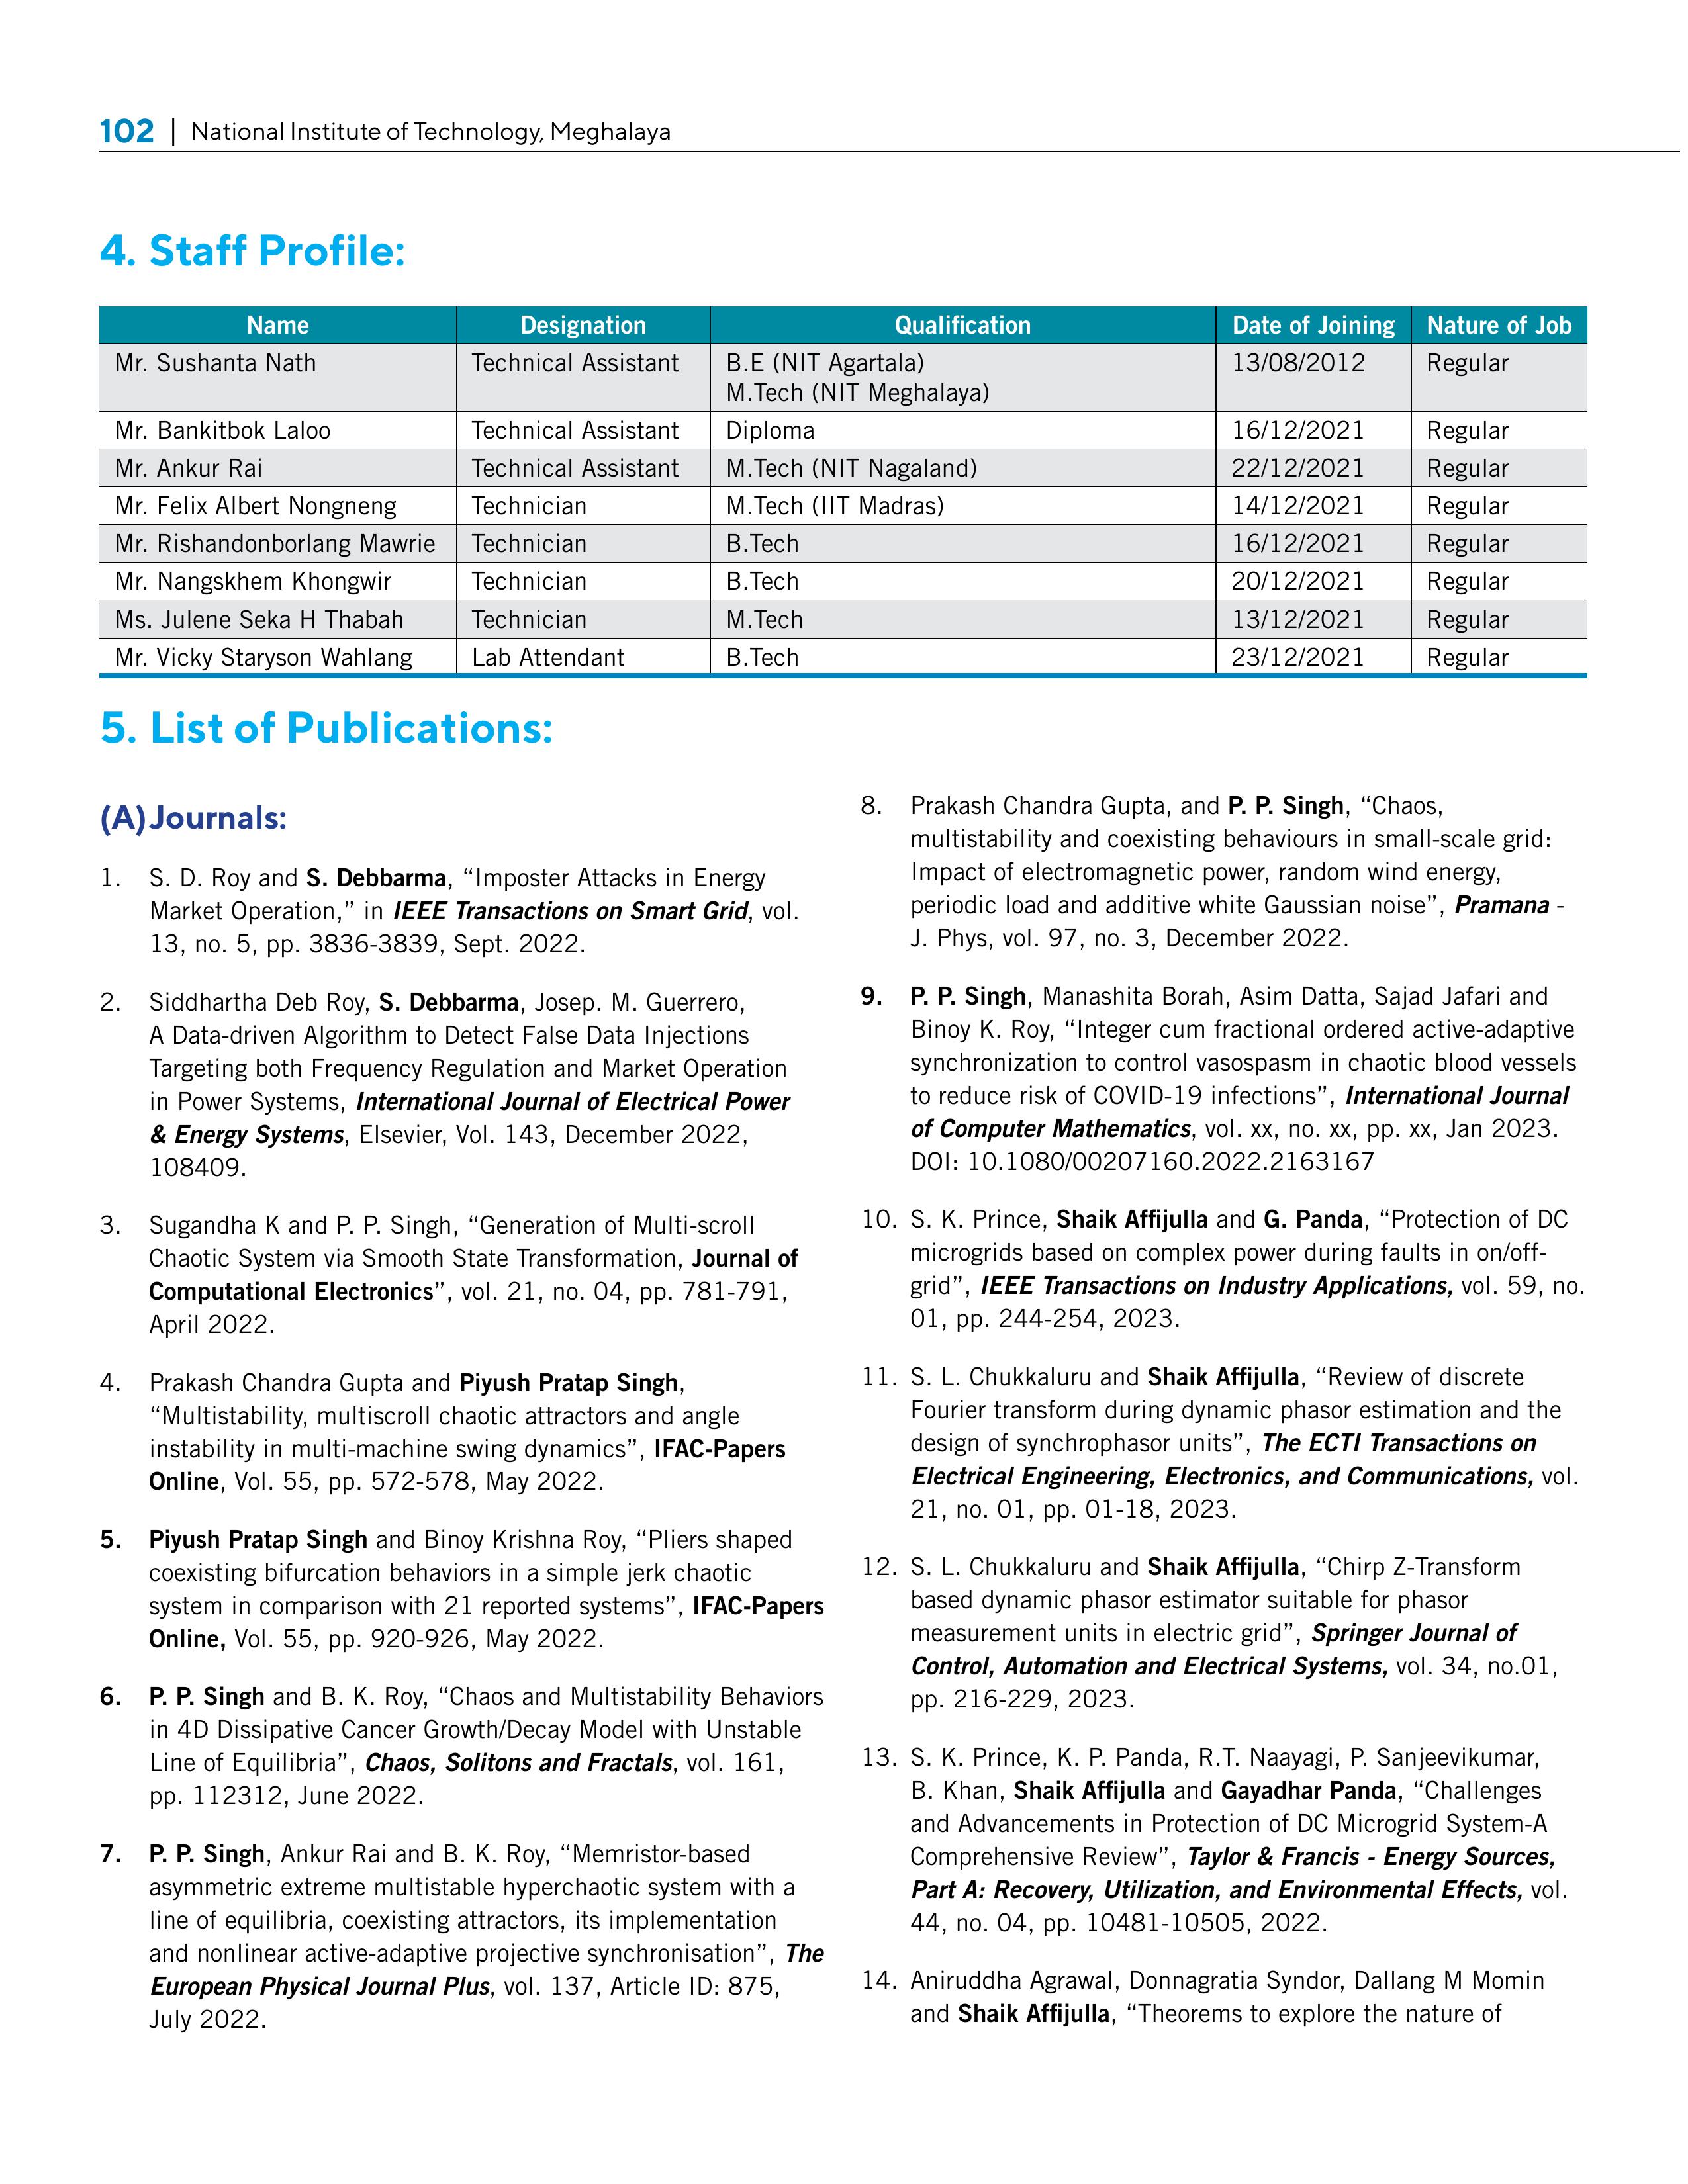 102 | National Institute of Technology, Meghalaya
4. Staff Profile:
Name Designation Qualification Date of Joining Nature of Job
Mr. Sushanta Nath Technical Assistant B.E (NIT Agartala) 13/08/2012 Regular
M.Tech (NIT Meghalaya)
Mr. Bankitbok Laloo Technical Assistant Diploma 16/12/2021 Regular
Mr. Ankur Rai Technical Assistant M.Tech (NIT Nagaland) 22/12/2021 Regular
Mr. Felix Albert Nongneng Technician M.Tech (IIT Madras) 14/12/2021 Regular
Mr. Rishandonborlang Mawrie Technician B.Tech 16/12/2021 Regular
Mr. Nangskhem Khongwir Technician B.Tech 20/12/2021 Regular
Ms. Julene Seka H Thabah Technician M.Tech 13/12/2021 Regular
Mr. Vicky Staryson Wahlang Lab Attendant B.Tech 23/12/2021 Regular
5. List of Publications:
(A) Journals:
1. S. D. Roy and S. Debbarma, “Imposter Attacks in Energy
Market Operation,” in IEEE Transactions on Smart Grid, vol.
13, no. 5, pp. 3836-3839, Sept. 2022.
2. Siddhartha Deb Roy, S. Debbarma, Josep. M. Guerrero,
A Data-driven Algorithm to Detect False Data Injections
Targeting both Frequency Regulation and Market Operation
in Power Systems, International Journal of Electrical Power
& Energy Systems, Elsevier, Vol. 143, December 2022,
108409.
3. Sugandha K and P. P. Singh, “Generation of Multi-scroll
Chaotic System via Smooth State Transformation, Journal of
Computational Electronics”, vol. 21, no. 04, pp. 781-791,
April 2022.
4. Prakash Chandra Gupta and Piyush Pratap Singh,
“Multistability, multiscroll chaotic attractors and angle
instability in multi-machine swing dynamics”, IFAC-Papers
Online, Vol. 55, pp. 572-578, May 2022.
5. Piyush Pratap Singh and Binoy Krishna Roy, “Pliers shaped
coexisting bifurcation behaviors in a simple jerk chaotic
system in comparison with 21 reported systems”, IFAC-Papers
Online, Vol. 55, pp. 920-926, May 2022.
6. P. P. Singh and B. K. Roy, “Chaos and Multistability Behaviors
in 4D Dissipative Cancer Growth/Decay Model with Unstable
Line of Equilibria”, Chaos, Solitons and Fractals, vol. 161,
pp. 112312, June 2022.
7. P. P. Singh, Ankur Rai and B. K. Roy, “Memristor-based
asymmetric extreme multistable hyperchaotic system with a
line of equilibria, coexisting attractors, its implementation
and nonlinear active-adaptive projective synchronisation”, The
European Physical Journal Plus, vol. 137, Article ID: 875,
July 2022.
8. Prakash Chandra Gupta, and P. P. Singh, “Chaos,
multistability and coexisting behaviours in small-scale grid:
Impact of electromagnetic power, random wind energy,
periodic load and additive white Gaussian noise”, Pramana -
J. Phys, vol. 97, no. 3, December 2022.
9. P. P. Singh, Manashita Borah, Asim Datta, Sajad Jafari and
Binoy K. Roy, “Integer cum fractional ordered active-adaptive
synchronization to control vasospasm in chaotic blood vessels
to reduce risk of COVID-19 infections”, International Journal
of Computer Mathematics, vol. xx, no. xx, pp. xx, Jan 2023.
DOI: 10.1080/00207160.2022.2163167
10. S. K. Prince, Shaik Affijulla and G. Panda, “Protection of DC
microgrids based on complex power during faults in on/off-
grid”, IEEE Transactions on Industry Applications, vol. 59, no.
01, pp. 244-254, 2023.
11. S. L. Chukkaluru and Shaik Affijulla, “Review of discrete
Fourier transform during dynamic phasor estimation and the
design of synchrophasor units”, The ECTI Transactions on
Electrical Engineering, Electronics, and Communications, vol.
21, no. 01, pp. 01-18, 2023.
12. S. L. Chukkaluru and Shaik Affijulla, “Chirp Z-Transform
based dynamic phasor estimator suitable for phasor
measurement units in electric grid”, Springer Journal of
Control, Automation and Electrical Systems, vol. 34, no.01,
pp. 216-229, 2023.
13. S. K. Prince, K. P. Panda, R.T. Naayagi, P. Sanjeevikumar,
B. Khan, Shaik Affijulla and Gayadhar Panda, “Challenges
and Advancements in Protection of DC Microgrid System-A
Comprehensive Review”, Taylor & Francis - Energy Sources,
Part A: Recovery, Utilization, and Environmental Effects, vol.
44, no. 04, pp. 10481-10505, 2022.
14. Aniruddha Agrawal, Donnagratia Syndor, Dallang M Momin
and Shaik Affijulla, “Theorems to explore the nature of